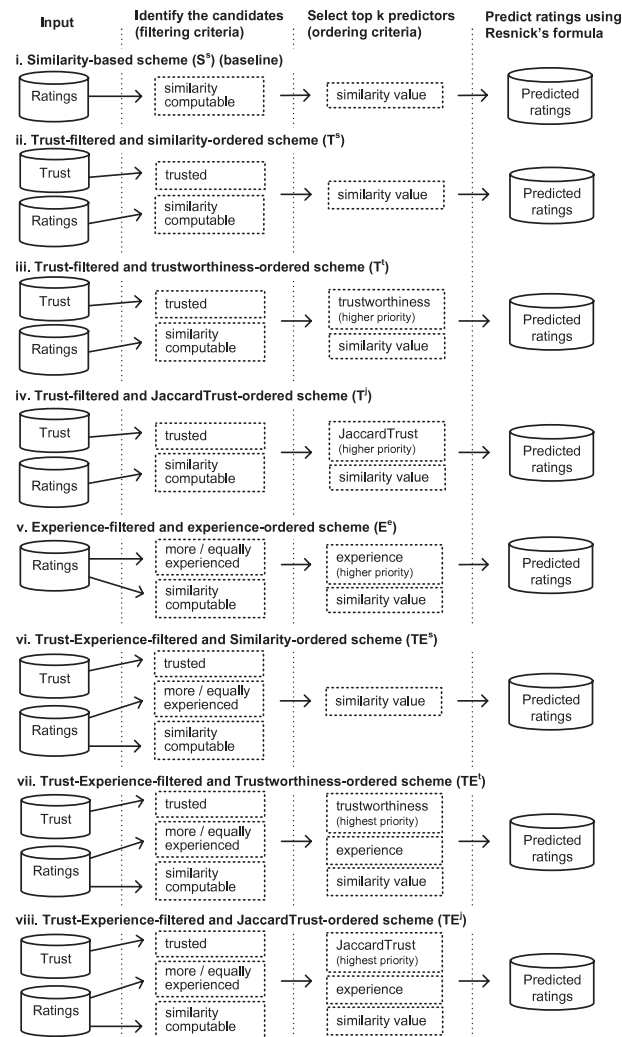 Input
Identify the candidates
(filtering criteria)
Select top k predictors
(ordering criteria)
Predict ratings using
Resnick's formula
i. Similarity-based scheme (Sˢ) (baseline)
Ratings
similarity
computable
similarity value
Predicted
ratings
ii. Trust-filtered and similarity-ordered scheme (Tˢ)
Trust
Ratings
trusted
similarity
computable
similarity value
Predicted
ratings
iii. Trust-filtered and trustworthiness-ordered scheme (Tᵗ)
Trust
Ratings
trusted
similarity
computable
trustworthiness
(higher priority)
similarity value
Predicted
ratings
iv. Trust-filtered and JaccardTrust-ordered scheme (Tʲ)
Trust
Ratings
trusted
similarity
computable
JaccardTrust
(higher priority)
similarity value
Predicted
ratings
v. Experience-filtered and experience-ordered scheme (Eᵉ)
Ratings
more / equally
experienced
similarity
computable
experience
(higher priority)
similarity value
Predicted
ratings
vi. Trust-Experience-filtered and Similarity-ordered scheme (TEˢ)
Trust
Ratings
trusted
more / equally
experienced
similarity
computable
similarity value
Predicted
ratings
vii. Trust-Experience-filtered and Trustworthiness-ordered scheme (TEᵗ)
Trust
Ratings
trusted
more / equally
experienced
similarity
computable
trustworthiness
(highest priority)
experience
similarity value
Predicted
ratings
viii. Trust-Experience-filtered and JaccardTrust-ordered scheme (TEʲ)
Trust
Ratings
trusted
more / equally
experienced
similarity
computable
JaccardTrust
(highest priority)
experience
similarity value
Predicted
ratings